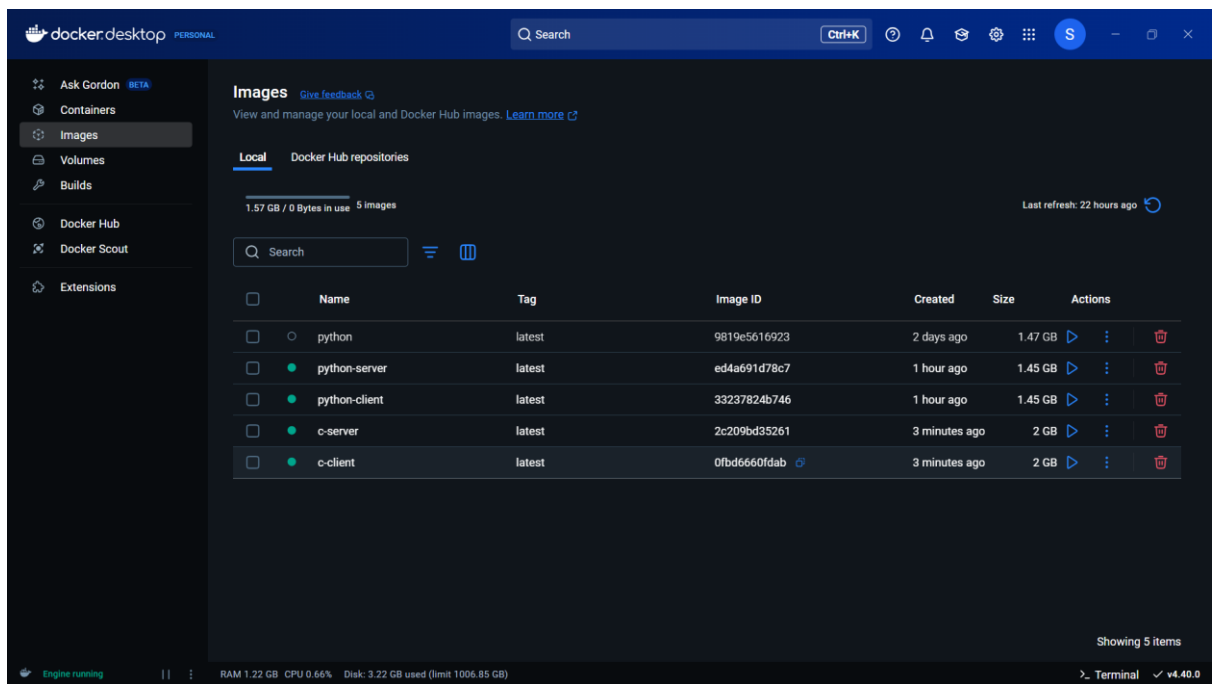 docker.desktop PERSONAL
Search
Ctrl+K
S
Ask Gordon BETA
Containers
Images
Volumes
Builds
Docker Hub
Docker Scout
Extensions
Images Give feedback
View and manage your local and Docker Hub images. Learn more
Local Docker Hub repositories
1.57 GB / 0 Bytes in use 5 images
Last refresh: 22 hours ago
Search
Name Tag Image ID Created Size Actions
python latest 9819e5616923 2 days ago 1.47 GB
python-server latest ed4a691d78c7 1 hour ago 1.45 GB
python-client latest 33237824b746 1 hour ago 1.45 GB
c-server latest 2c209bd35261 3 minutes ago 2 GB
c-client latest 0fbd6660fdab 3 minutes ago 2 GB
Showing 5 items
Engine running RAM 1.22 GB CPU 0.66% Disk: 3.22 GB used (limit 1006.85 GB) >_ Terminal v4.40.0